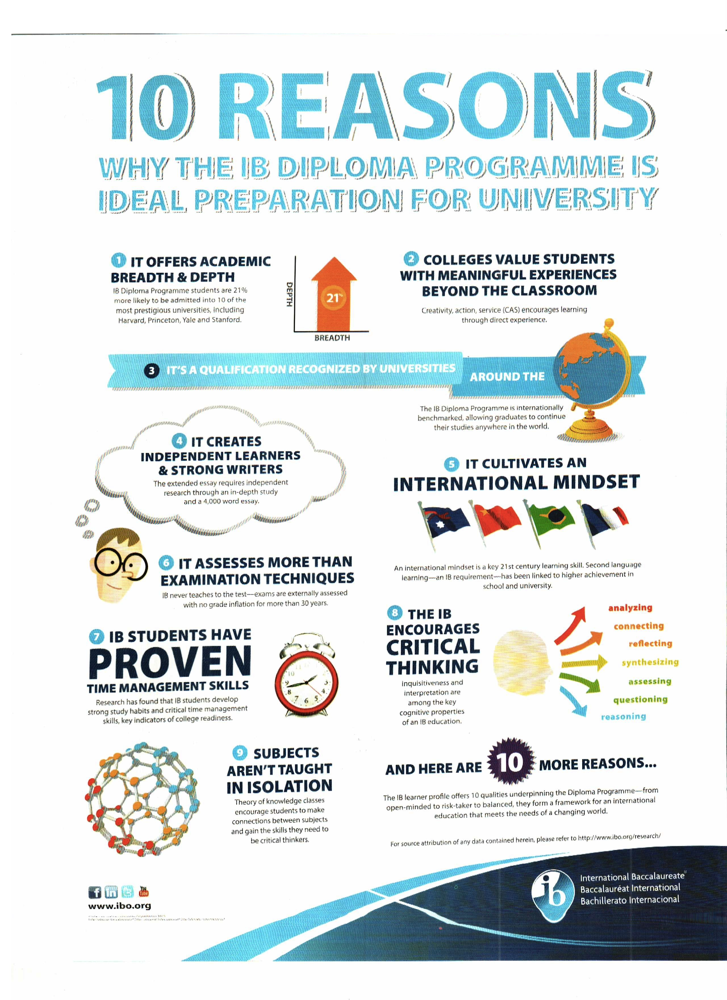 10 REASONS
WHY THE IB DIPLOMA PROGRAMME IS
IDEAL PREPARATION FOR UNIVERSITY
1 IT OFFERS ACADEMIC
BREADTH & DEPTH
IB Diploma Programme students are 21%
more likely to be admitted into 10 of the
most prestigious universities, including
Harvard, Princeton, Yale and Stanford.
DEPTH
21%
BREADTH
2 COLLEGES VALUE STUDENTS
WITH MEANINGFUL EXPERIENCES
BEYOND THE CLASSROOM
Creativity, action, service (CAS) encourages learning
through direct experience.
3 IT'S A QUALIFICATION RECOGNIZED BY UNIVERSITIES
AROUND THE
The IB Diploma Programme is internationally
benchmarked, allowing graduates to continue
their studies anywhere in the world.
4 IT CREATES
INDEPENDENT LEARNERS
& STRONG WRITERS
The extended essay requires independent
research through an in-depth study
and a 4,000 word essay.
5 IT CULTIVATES AN
INTERNATIONAL MINDSET
An international mindset is a key 21st century learning skill. Second language
learning—an IB requirement—has been linked to higher achievement in
school and university.
6 IT ASSESSES MORE THAN
EXAMINATION TECHNIQUES
IB never teaches to the test—exams are externally assessed
with no grade inflation for more than 30 years.
7 IB STUDENTS HAVE
PROVEN
TIME MANAGEMENT SKILLS
Research has found that IB students develop
strong study habits and critical time management
skills, key indicators of college readiness.
10 11 12 2 3 4 5 6 7 8 9
8 THE IB
ENCOURAGES
CRITICAL
THINKING
Inquisitiveness and
interpretation are
among the key
cognitive properties
of an IB education.
analyzing
connecting
reflecting
synthesizing
assessing
questioning
reasoning
9 SUBJECTS
AREN'T TAUGHT
IN ISOLATION
Theory of knowledge classes
encourage students to make
connections between subjects
and gain the skills they need to
be critical thinkers.
AND HERE ARE 10 MORE REASONS...
The IB learner profile offers 10 qualities underpinning the Diploma Programme—from
open-minded to risk-taker to balanced, they form a framework for an international
education that meets the needs of a changing world.
For source attribution of any data contained herein, please refer to http://www.ibo.org/research/
f in t You Tube
www.ibo.org
ib
International Baccalaureate®
Baccalauréat International
Bachillerato Internacional